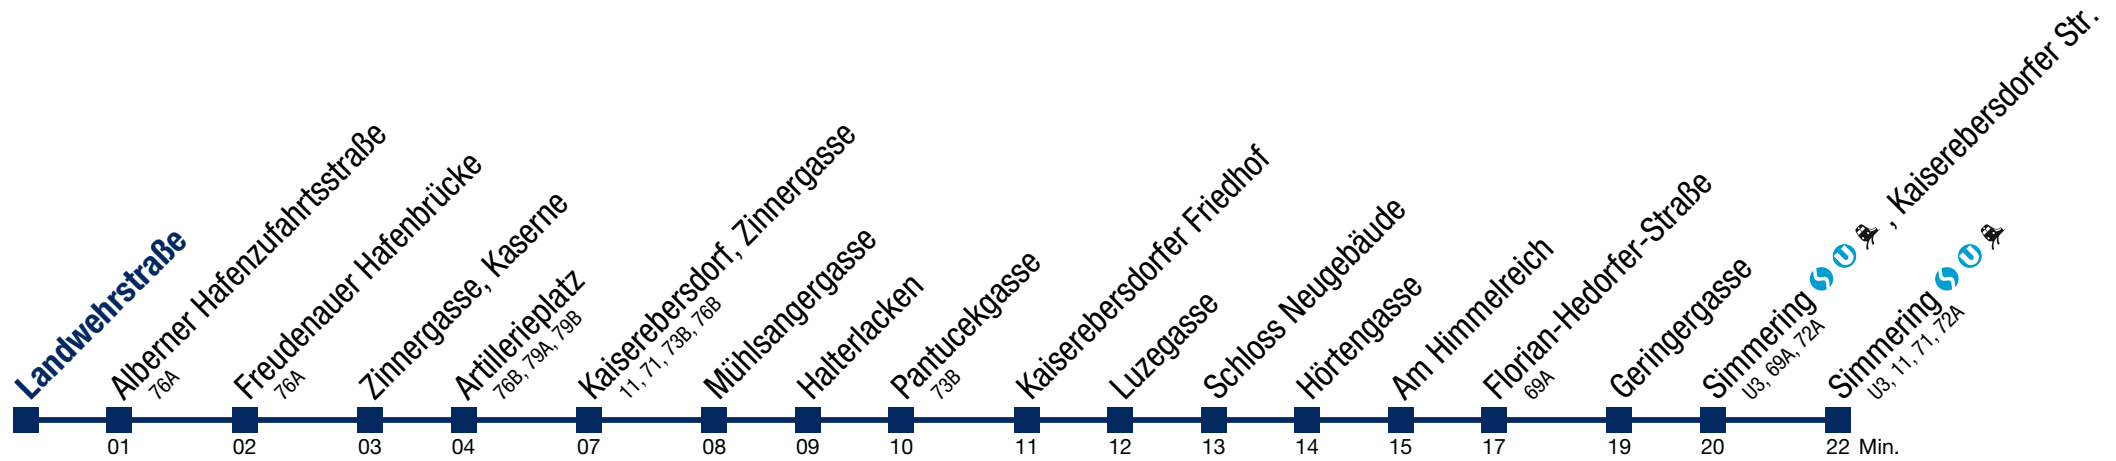 Landwehrstraße
Alberner Hafenzufahrtsstraße
76A
Freudenauer Hafenbrücke
76A
Zinnergasse, Kaserne
Artillerieplatz
76B, 79A, 79B
Kaiserebersdorf, Zinnergasse
11, 71, 73B, 76B
Mühlsangergasse
Halterlacken
Pantucekgasse
73B
Kaiserebersdorfer Friedhof
Luzegasse
Schloss Neugebäude
Hörtengasse
Am Himmelreich
Florian-Hedorfer-Straße
69A
Geringergasse
Simmering S U , Kaiserebersdorfer Str.
U3, 69A, 72A
Simmering S U
U3, 11, 71, 72A
01 02 03 04 07 08 09 10 11 12 13 14 15 17 19 20 22 Min.